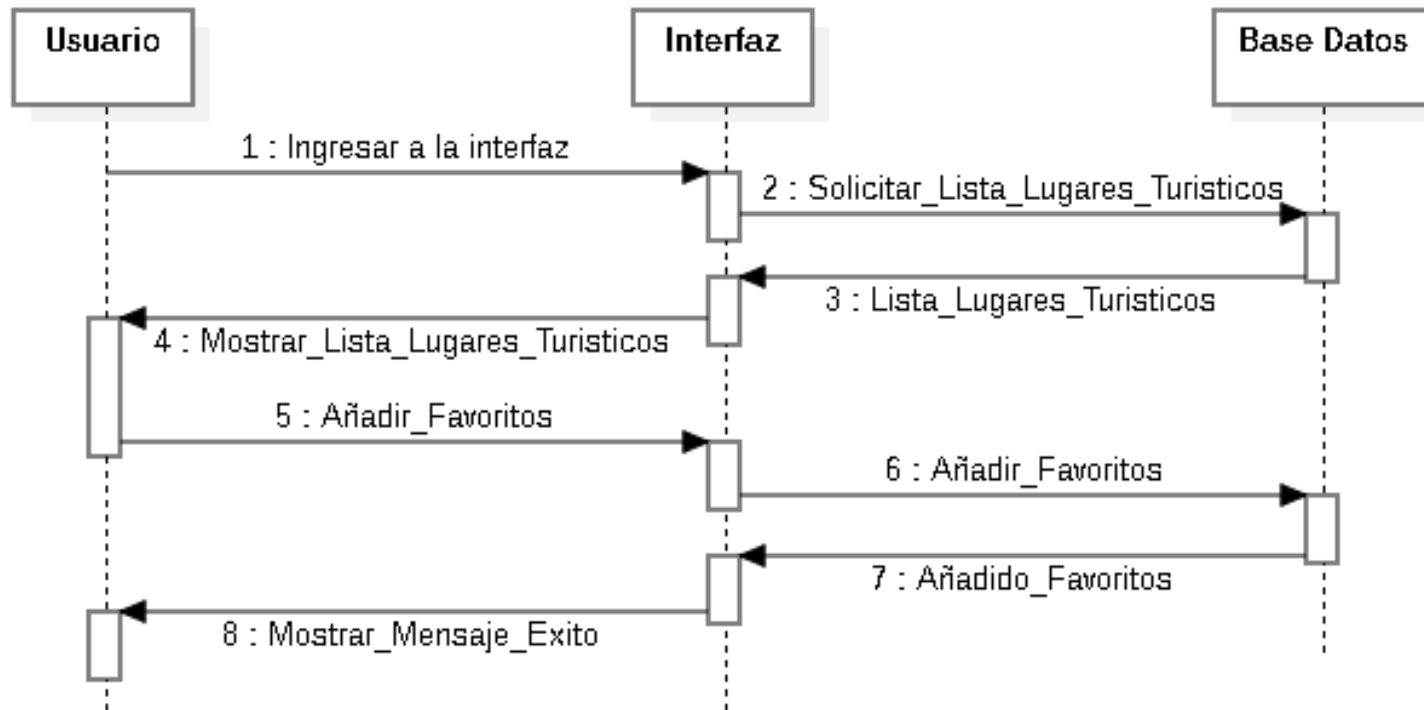 Usuario
Interfaz
Base Datos
1 : Ingresar a la interfaz
2 : Solicitar_Lista_Lugares_Turisticos
3 : Lista_Lugares_Turisticos
4 : Mostrar_Lista_Lugares_Turisticos
5 : Añadir_Favoritos
6 : Añadir_Favoritos
7 : Añadido_Favoritos
8 : Mostrar_Mensaje_Exito